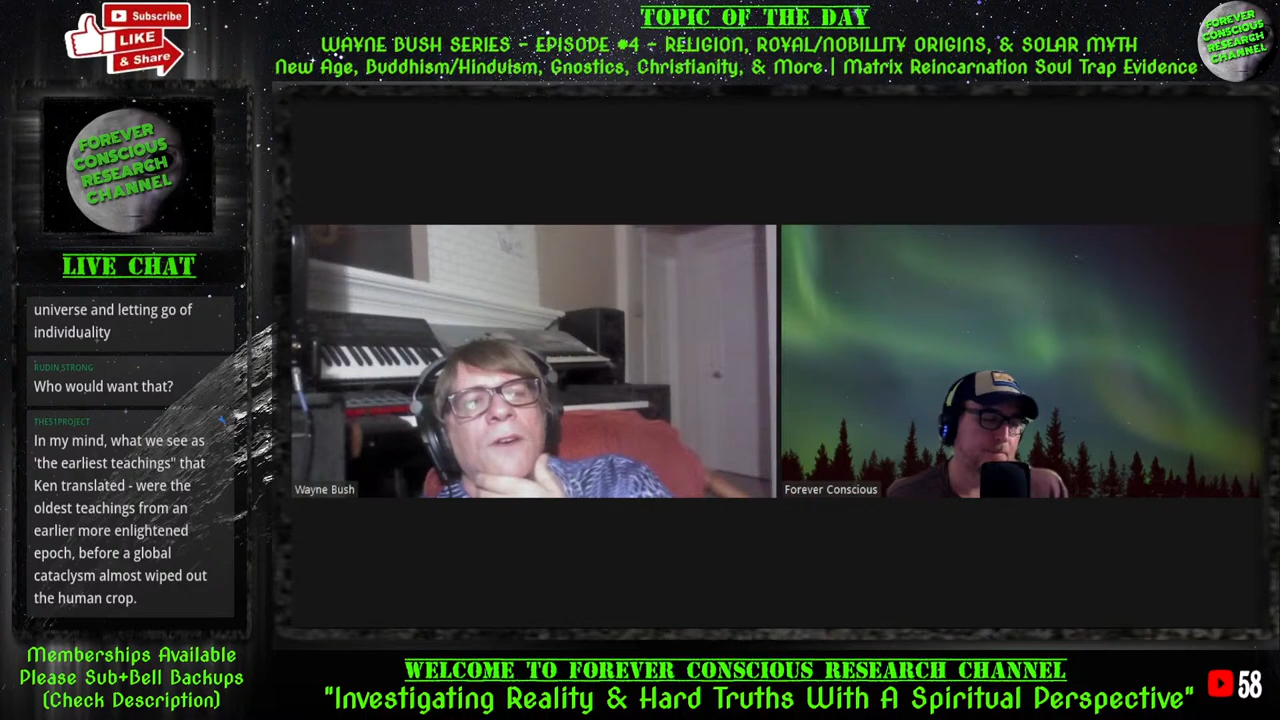 Subscribe
LIKE
& Share
TOPIC OF THE DAY
WAYNE BUSH SERIES - EPISODE #4 - RELIGION, ROYAL/NOBILLITY ORIGINS, & SOLAR MYTH
New Age, Buddhism/Hinduism, Gnostics, Christianity, & More | Matrix Reincarnation Soul Trap Evidence
FOREVER
CONSCIOUS
RESEARCH
CHANNEL
FOREVER
CONSCIOUS
RESEARCH
CHANNEL
LIVE CHAT
universe and letting go of
individuality
RUDIN STRONG
Who would want that?
THE51PROJECT
In my mind, what we see as
'the earliest teachings" that
Ken translated - were the
oldest teachings from an
earlier more enlightened
epoch, before a global
cataclysm almost wiped out
the human crop.
Wayne Bush
Forever Conscious
Memberships Available
Please Sub+Bell Backups
(Check Description)
WELCOME TO FOREVER CONSCIOUS RESEARCH CHANNEL
"Investigating Reality & Hard Truths With A Spiritual Perspective"
58